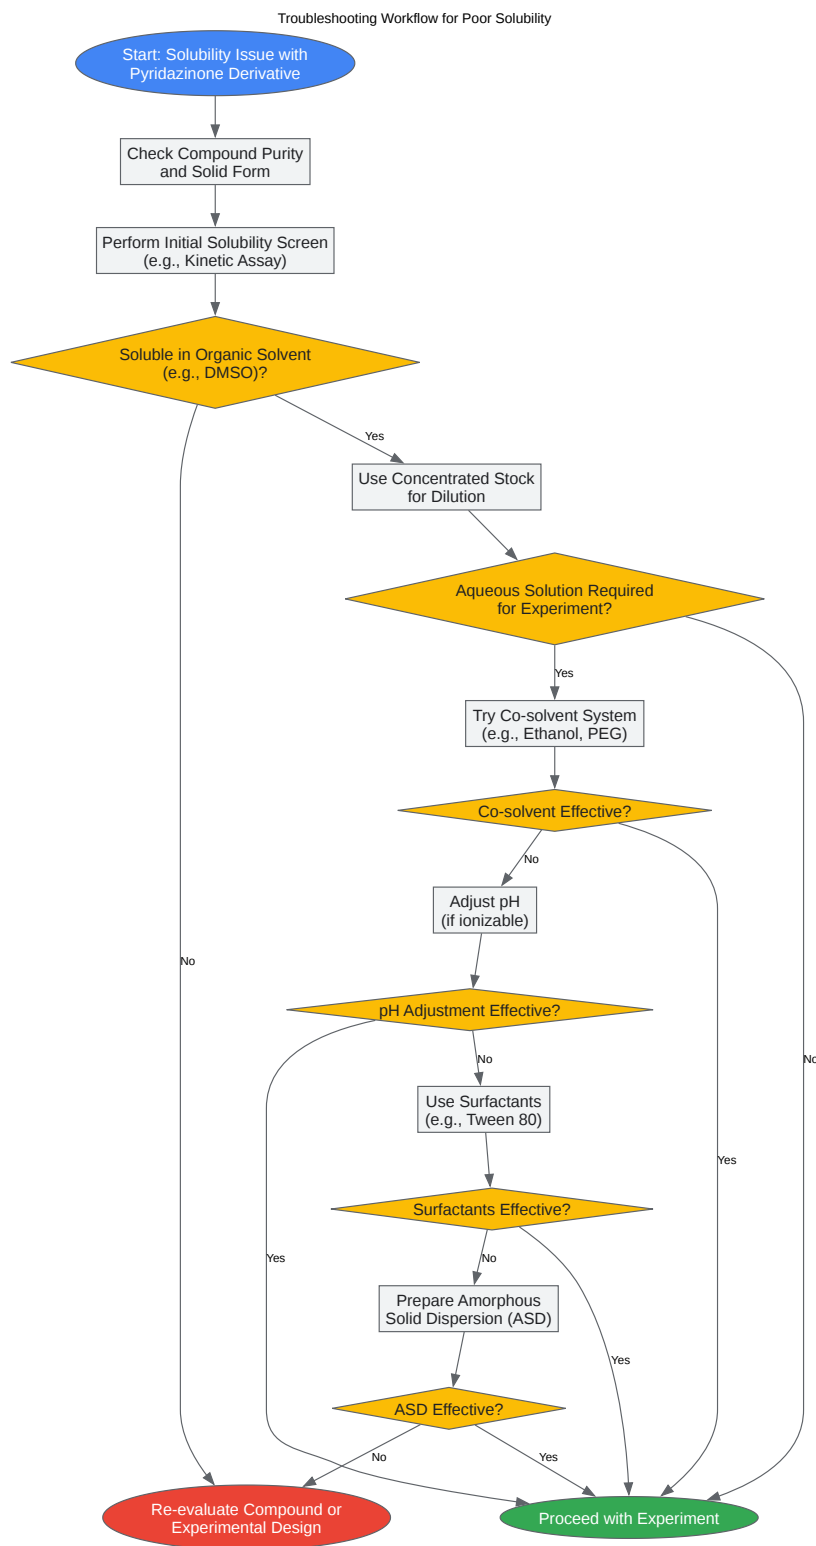 Troubleshooting Workflow for Poor Solubility
Start: Solubility Issue with
Pyridazinone Derivative
Check Compound Purity
and Solid Form
Perform Initial Solubility Screen
(e.g., Kinetic Assay)
Soluble in Organic Solvent
(e.g., DMSO)?
Yes
Use Concentrated Stock
for Dilution
Aqueous Solution Required
for Experiment?
Yes
Try Co-solvent System
(e.g., Ethanol, PEG)
Co-solvent Effective?
No
Adjust pH
(if ionizable)
No
pH Adjustment Effective?
No
No
Use Surfactants
(e.g., Tween 80)
Yes
Surfactants Effective?
Yes
No
Prepare Amorphous
Solid Dispersion (ASD)
Yes
ASD Effective?
No
Yes
Re-evaluate Compound or
Experimental Design
Proceed with Experiment